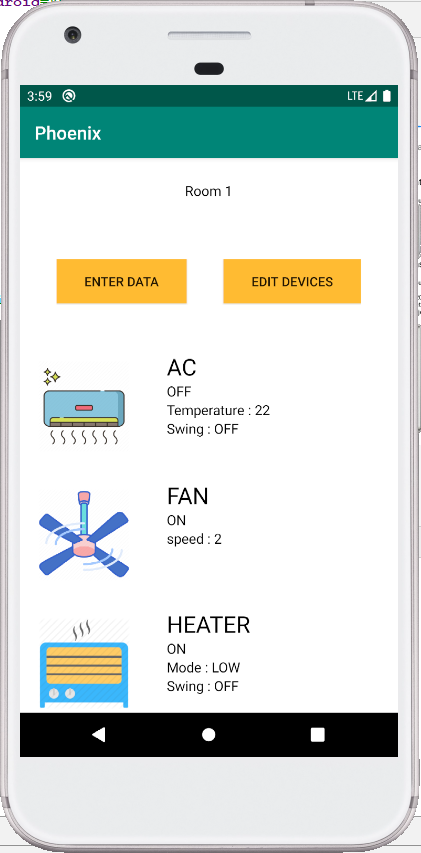 3:59
LTE
Phoenix
Room 1
ENTER DATA
EDIT DEVICES
AC
OFF
Temperature : 22
Swing : OFF
FAN
ON
speed : 2
HEATER
ON
Mode : LOW
Swing : OFF